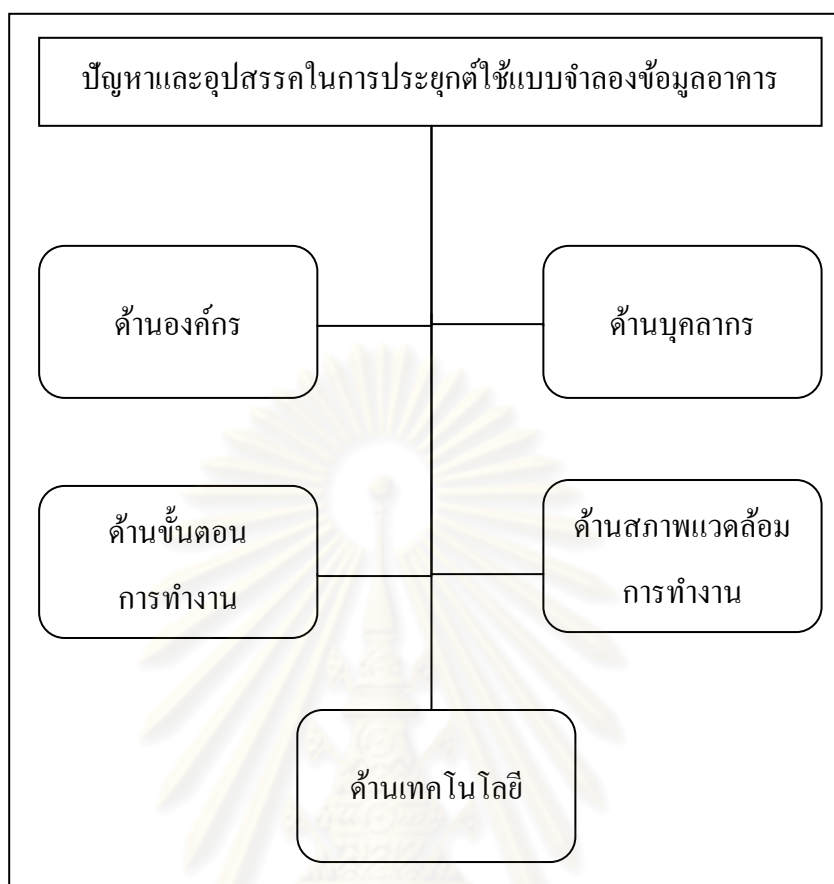 ปัญหาและอุปสรรคในการประยุกต์ใช้แบบจำลองข้อมูลอาคาร
ด้านองค์กร
ด้านบุคลากร
ด้านขั้นตอน
การทำงาน
ด้านสภาพแวดล้อม
การทำงาน
ด้านเทคโนโลยี